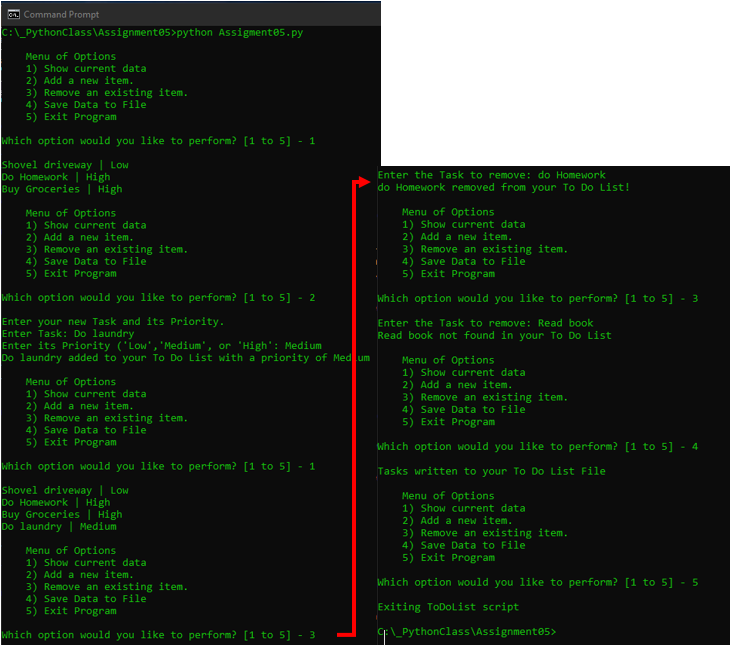 Command Prompt
C:\_PythonClass\Assignment05>python Assigment05.py
Menu of Options
1) Show current data
2) Add a new item.
3) Remove an existing item.
4) Save Data to File
5) Exit Program
Which option would you like to perform? [1 to 5] - 1
Shovel driveway | Low
Do Homework | High
Buy Groceries | High
Menu of Options
1) Show current data
2) Add a new item.
3) Remove an existing item.
4) Save Data to File
5) Exit Program
Which option would you like to perform? [1 to 5] - 2
Enter your new Task and its Priority.
Enter Task: Do laundry
Enter its Priority ('Low','Medium', or 'High': Medium
Do laundry added to your To Do List with a priority of Medium
Menu of Options
1) Show current data
2) Add a new item.
3) Remove an existing item.
4) Save Data to File
5) Exit Program
Which option would you like to perform? [1 to 5] - 1
Shovel driveway | Low
Do Homework | High
Buy Groceries | High
Do laundry | Medium
Menu of Options
1) Show current data
2) Add a new item.
3) Remove an existing item.
4) Save Data to File
5) Exit Program
Which option would you like to perform? [1 to 5] - 3
Enter the Task to remove: do Homework
do Homework removed from your To Do List!
Menu of Options
1) Show current data
2) Add a new item.
3) Remove an existing item.
4) Save Data to File
5) Exit Program
Which option would you like to perform? [1 to 5] - 3
Enter the Task to remove: Read book
Read book not found in your To Do List
Menu of Options
1) Show current data
2) Add a new item.
3) Remove an existing item.
4) Save Data to File
5) Exit Program
Which option would you like to perform? [1 to 5] - 4
Tasks written to your To Do List File
Menu of Options
1) Show current data
2) Add a new item.
3) Remove an existing item.
4) Save Data to File
5) Exit Program
Which option would you like to perform? [1 to 5] - 5
Exiting ToDoList script
C:\_PythonClass\Assignment05>